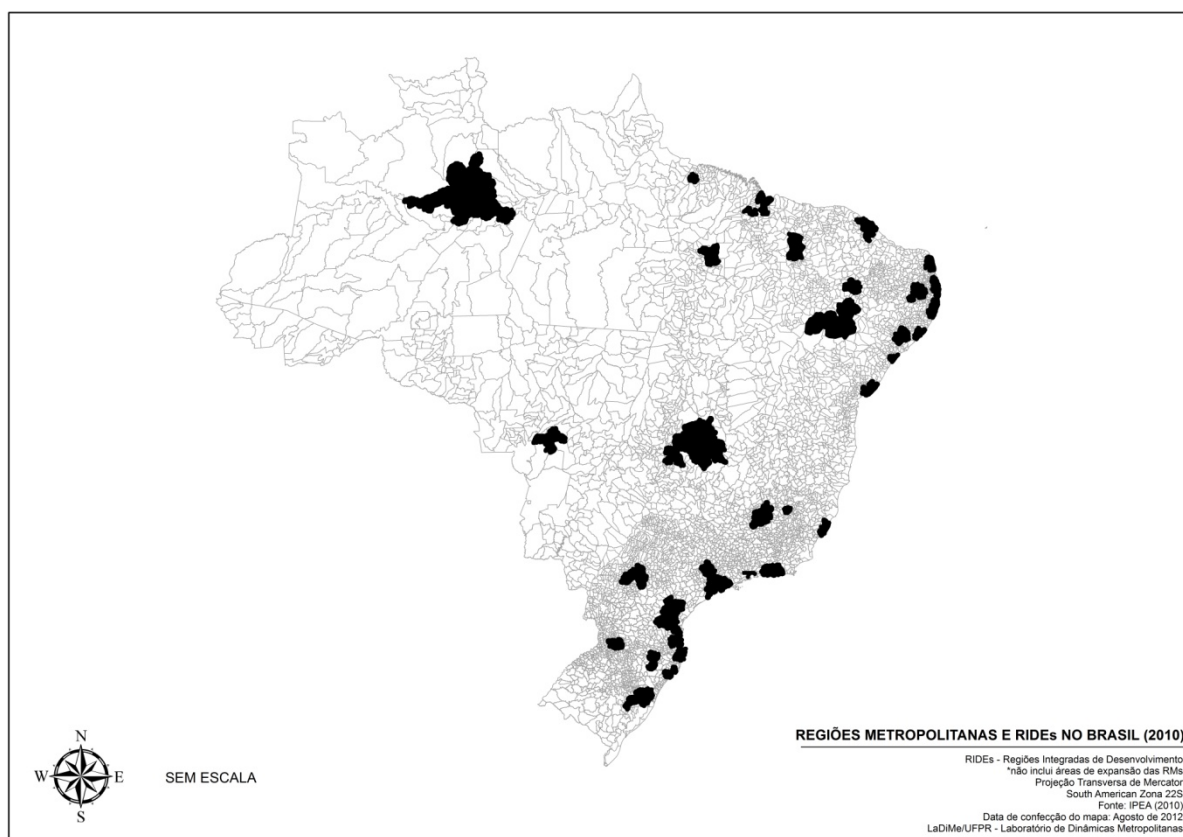 N
W E
S
SEM ESCALA
REGIÕES METROPOLITANAS E RIDEs NO BRASIL (2010)
RIDEs - Regiões Integradas de Desenvolvimento
*não inclui áreas de expansão das RMs
Projeção Transversa de Mercator
South American Zona 22S
Fonte: IPEA (2010)
Data de confecção do mapa: Agosto de 2012
LaDiMe/UFPR - Laboratório de Dinâmicas Metropolitanas